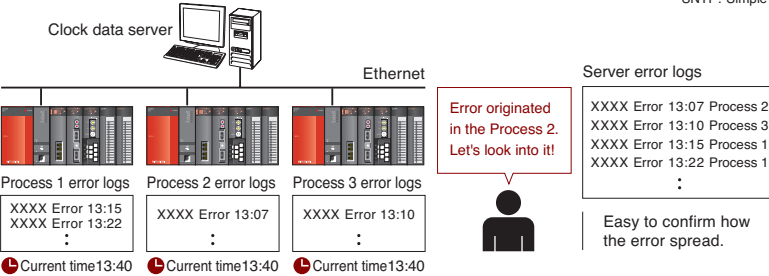 SNTP : Simple
Clock data server
Ethernet
Process 1 error logs
XXXX Error 13:15
XXXX Error 13:22
:
Current time13:40
Process 2 error logs
XXXX Error 13:07
:
Current time13:40
Process 3 error logs
XXXX Error 13:10
:
Current time13:40
Error originated
in the Process 2.
Let's look into it!
Server error logs
XXXX Error 13:07 Process 2
XXXX Error 13:10 Process 3
XXXX Error 13:15 Process 1
XXXX Error 13:22 Process 1
:
Easy to confirm how
the error spread.